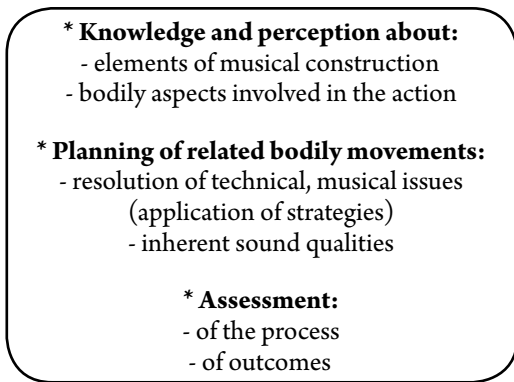 * Knowledge and perception about:
- elements of musical construction
- bodily aspects involved in the action
* Planning of related bodily movements:
- resolution of technical, musical issues
(application of strategies)
- inherent sound qualities
* Assessment:
- of the process
- of outcomes